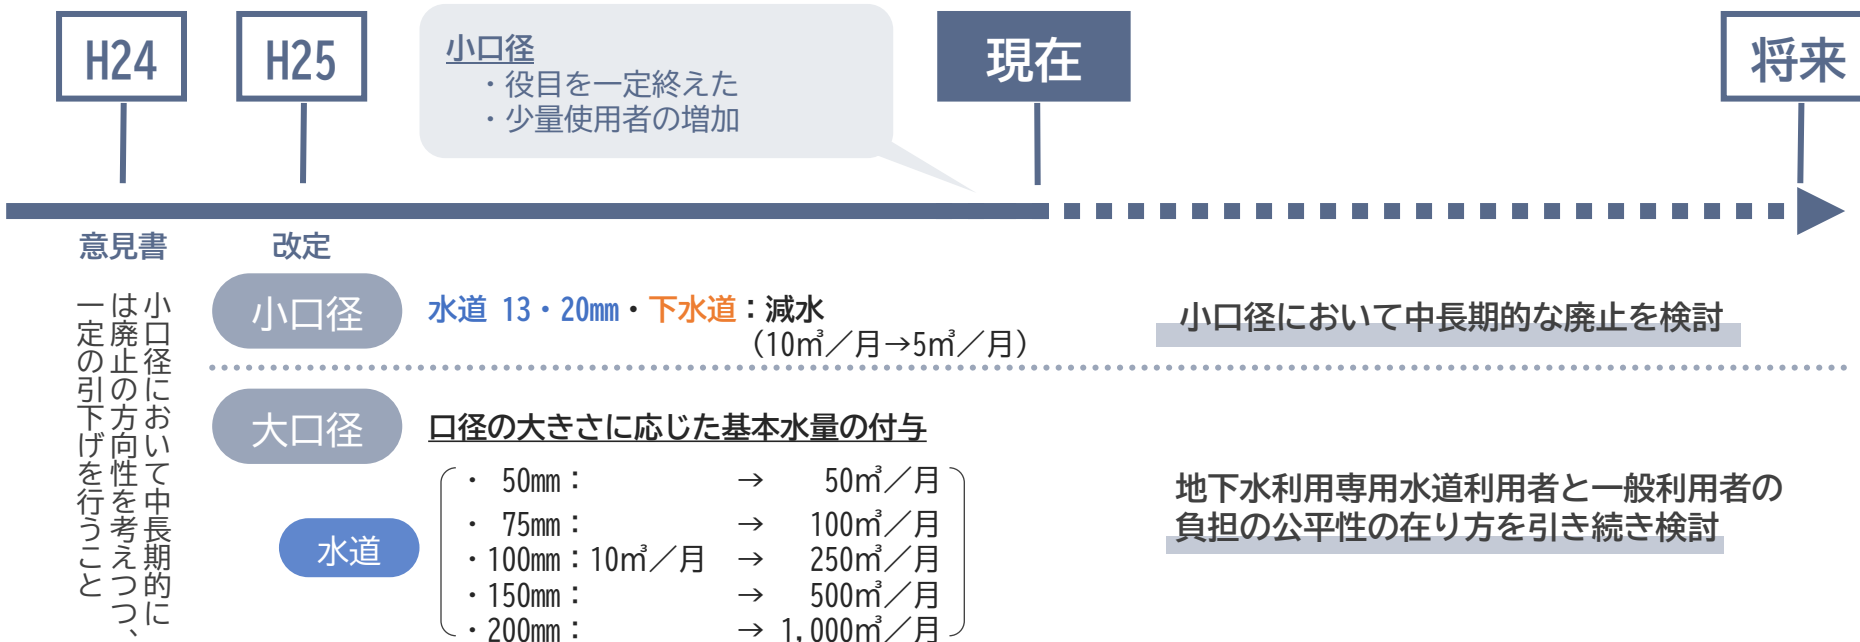 H24
H25
小口径
・役目を一定終えた
・少量使用者の増加
現在
将来
意見書
改定
小口径において中長期的に
は廃止の方向性を考えつつ、
一定の引下げを行うこと
小口径
水道 13・20mm・下水道：減水
（10㎥／月→5㎥／月）
小口径において中長期的な廃止を検討
大口径
口径の大きさに応じた基本水量の付与
水道
・ 50mm： → 50㎥／月
・ 75mm： → 100㎥／月
・100mm：10㎥／月 → 250㎥／月
・150mm： → 500㎥／月
・200mm： → 1,000㎥／月
地下水利用専用水道利用者と一般利用者の
負担の公平性の在り方を引き続き検討